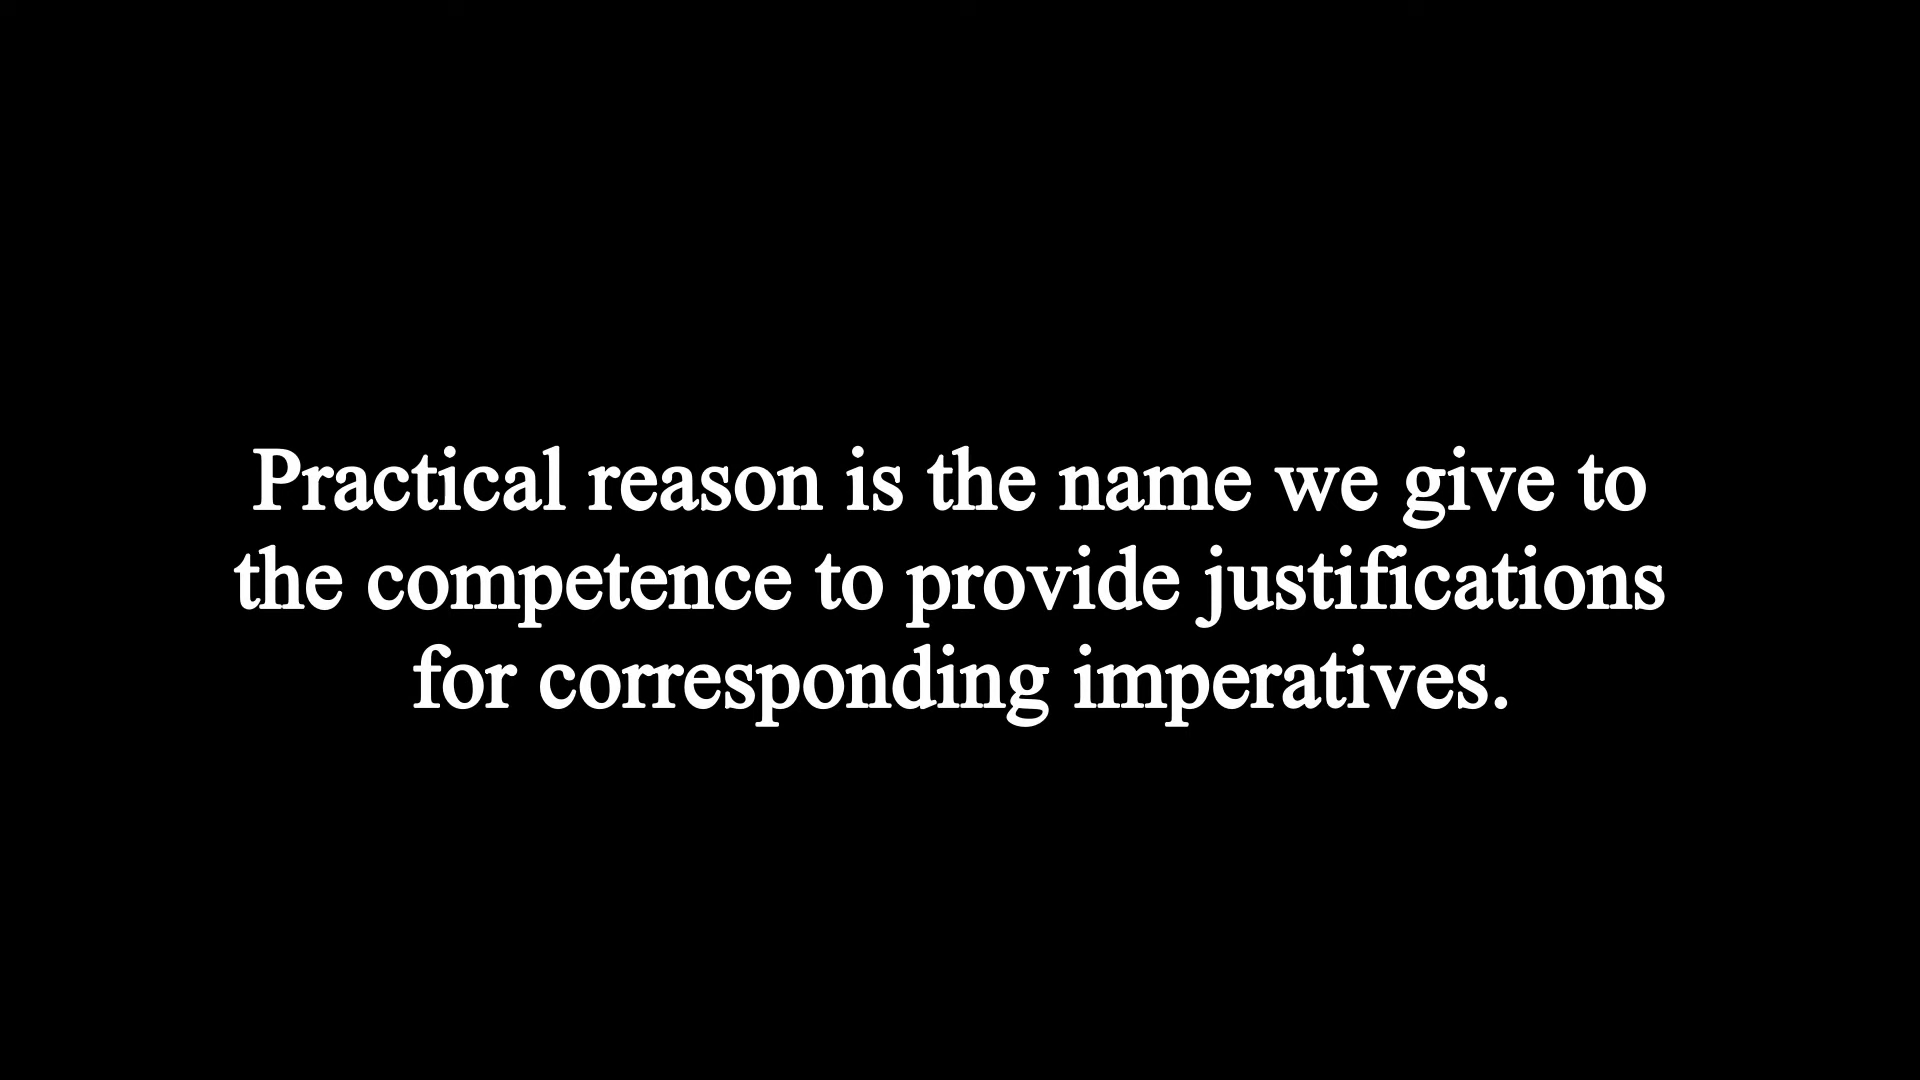 Practical reason is the name we give to
the competence to provide justifications
for corresponding imperatives.